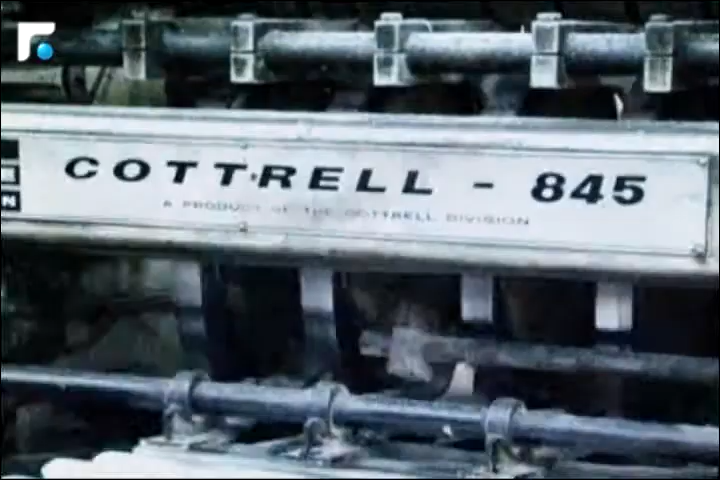 COTTRELL - 845
A PRODUCT OF THE COTTRELL DIVISION
N